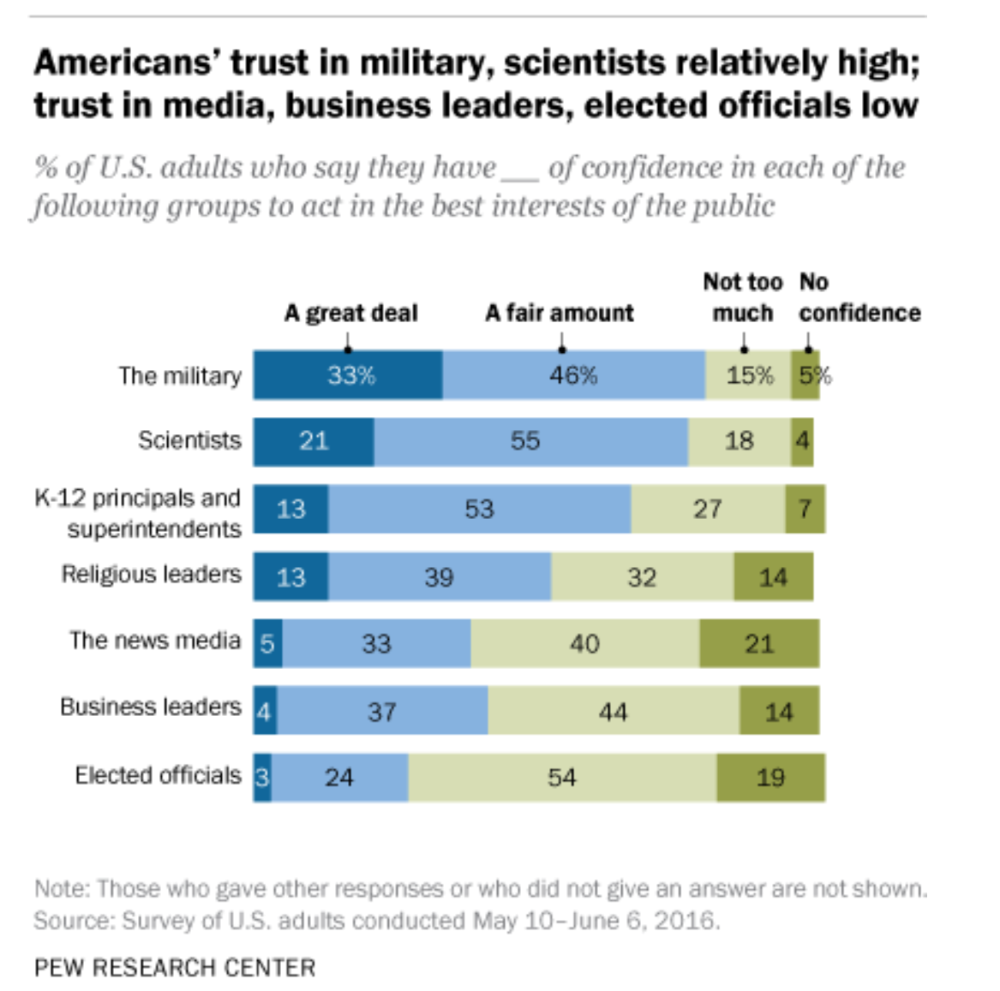 Americans’ trust in military, scientists relatively high;
trust in media, business leaders, elected officials low
% of U.S. adults who say they have __ of confidence in each of the
following groups to act in the best interests of the public
Not too No
A great deal A fair amount much confidence
The military 33% 46% 15% 5%
Scientists 21 55 18 4
K-12 principals and
superintendents 13 53 27 7
Religious leaders 13 39 32 14
The news media 5 33 40 21
Business leaders 4 37 44 14
Elected officials 3 24 54 19
Note: Those who gave other responses or who did not give an answer are not shown.
Source: Survey of U.S. adults conducted May 10–June 6, 2016.
PEW RESEARCH CENTER